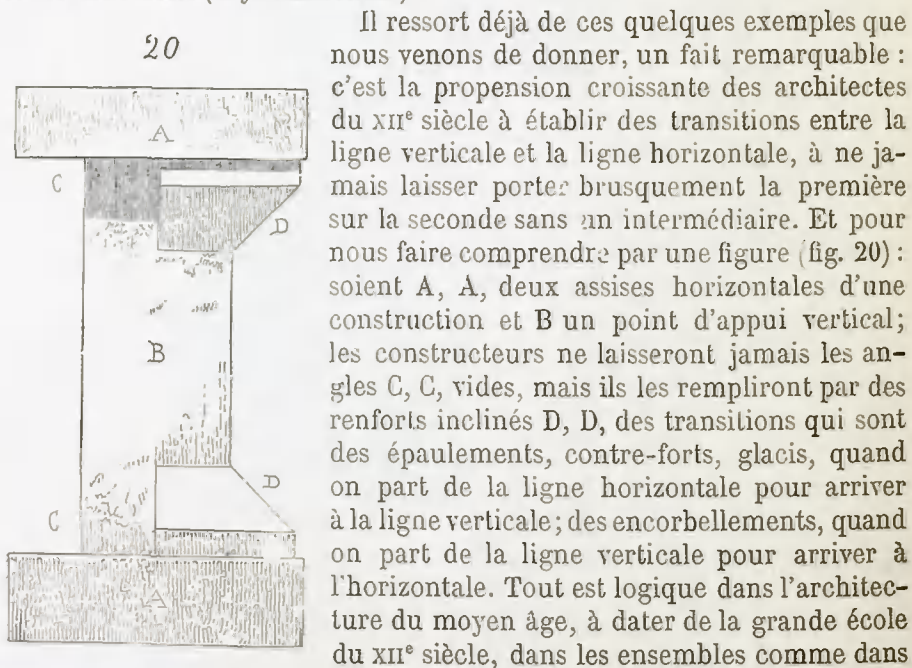 20
A
C
D
B
D
C
A
Il ressort déjà de ces quelques exemples que
nous venons de donner, un fait remarquable :
c'est la propension croissante des architectes
du XIIᵉ siècle à établir des transitions entre la
ligne verticale et la ligne horizontale, à ne ja-
mais laisser porter brusquement la première
sur la seconde sans un intermédiaire. Et pour
nous faire comprendre par une figure (fig. 20) :
soient A, A, deux assises horizontales d'une
construction et B un point d'appui vertical;
les constructeurs ne laisseront jamais les an-
gles C, C, vides, mais ils les rempliront par des
renforts inclinés D, D, des transitions qui sont
des épaulements, contre-forts, glacis, quand
on part de la ligne horizontale pour arriver
à la ligne verticale; des encorbellements, quand
on part de la ligne verticale pour arriver à
l'horizontale. Tout est logique dans l'architec-
ture du moyen âge, à dater de la grande école
du XIIᵉ siècle, dans les ensembles comme dans